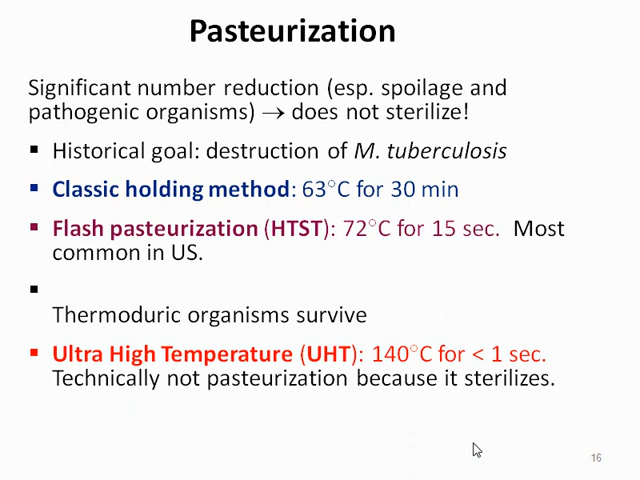 Pasteurization
Significant number reduction (esp. spoilage and
pathogenic organisms) → does not sterilize!
▪ Historical goal: destruction of M. tuberculosis
▪ Classic holding method: 63°C for 30 min
▪ Flash pasteurization (HTST): 72°C for 15 sec. Most
common in US.
▪
Thermoduric organisms survive
▪ Ultra High Temperature (UHT): 140°C for < 1 sec.
Technically not pasteurization because it sterilizes.
16